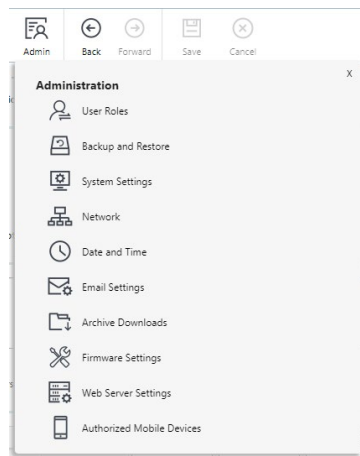 Admin Back Forward Save Cancel
X
Administration
User Roles
Backup and Restore
System Settings
Network
Date and Time
Email Settings
Archive Downloads
Firmware Settings
Web Server Settings
Authorized Mobile Devices